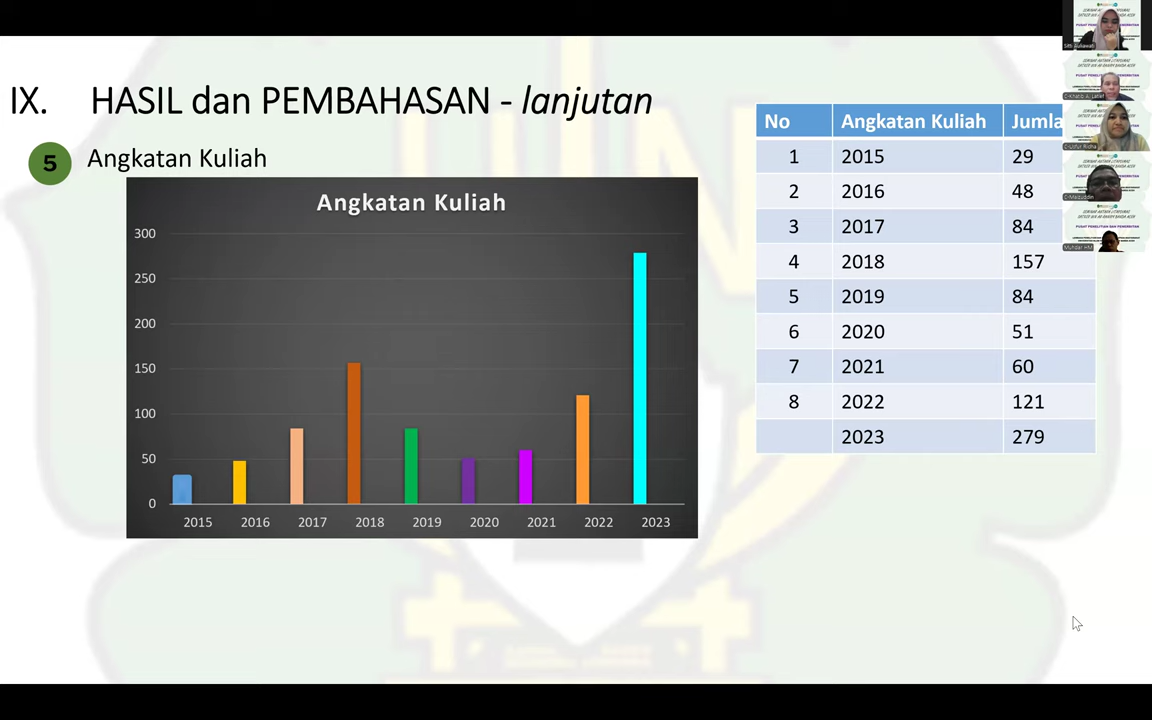 IX. HASIL dan PEMBAHASAN - lanjutan
5 Angkatan Kuliah
Angkatan Kuliah
300
250
200
150
100
50
0
2015 2016 2017 2018 2019 2020 2021 2022 2023
No Angkatan Kuliah Jumla
1 2015 29
2 2016 48
3 2017 84
4 2018 157
5 2019 84
6 2020 51
7 2021 60
8 2022 121
2023 279
Muhdar HM